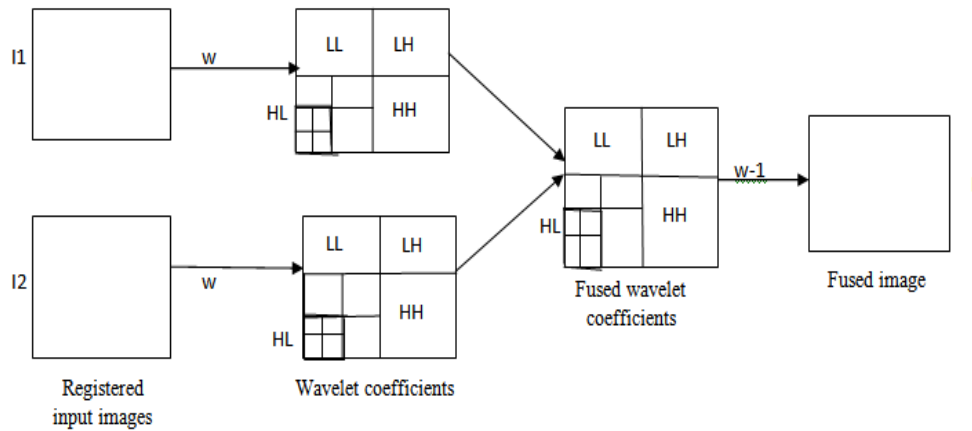 I1
w
LL LH
HL
HH
LL LH
w-1
HL
HH
Fused image
Fused wavelet
coefficients
I2
w
LL LH
HL
HH
Registered
input images
Wavelet coefficients